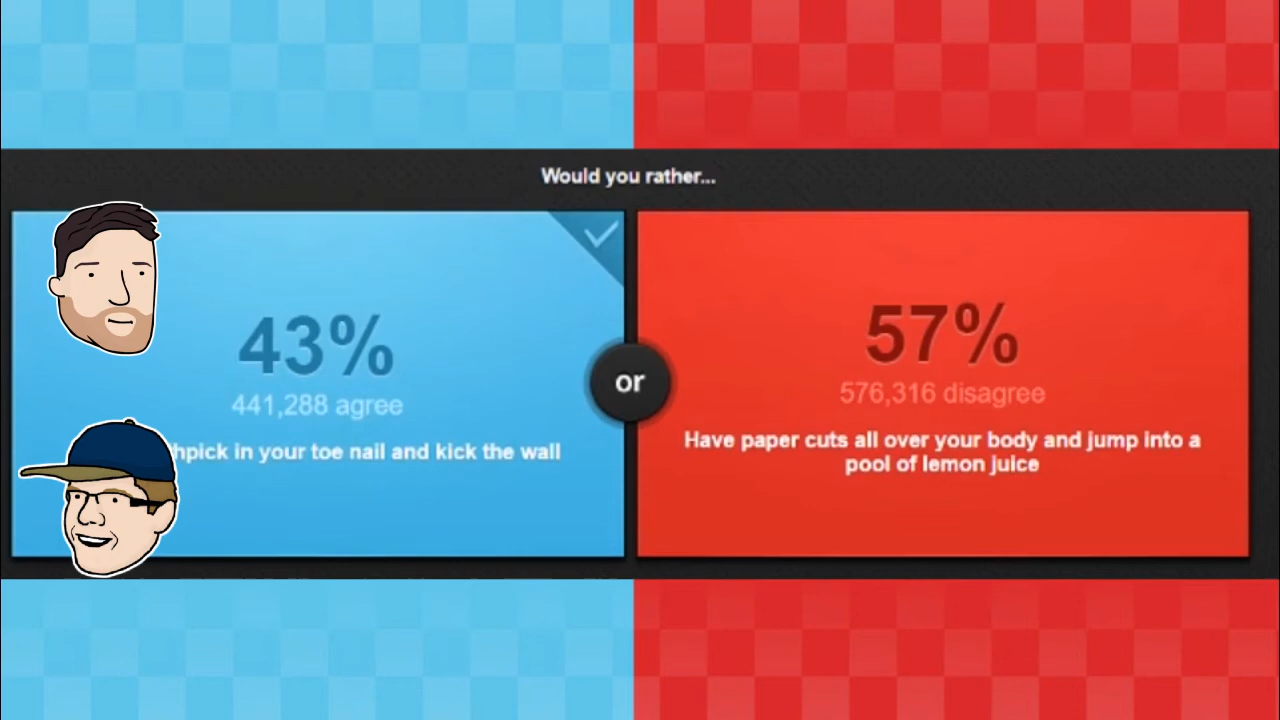 Would you rather...
43%
441,288 agree
in your toe nail and kick the wall
or
57%
576,316 disagree
Have paper cuts all over your body and jump into a
pool of lemon juice